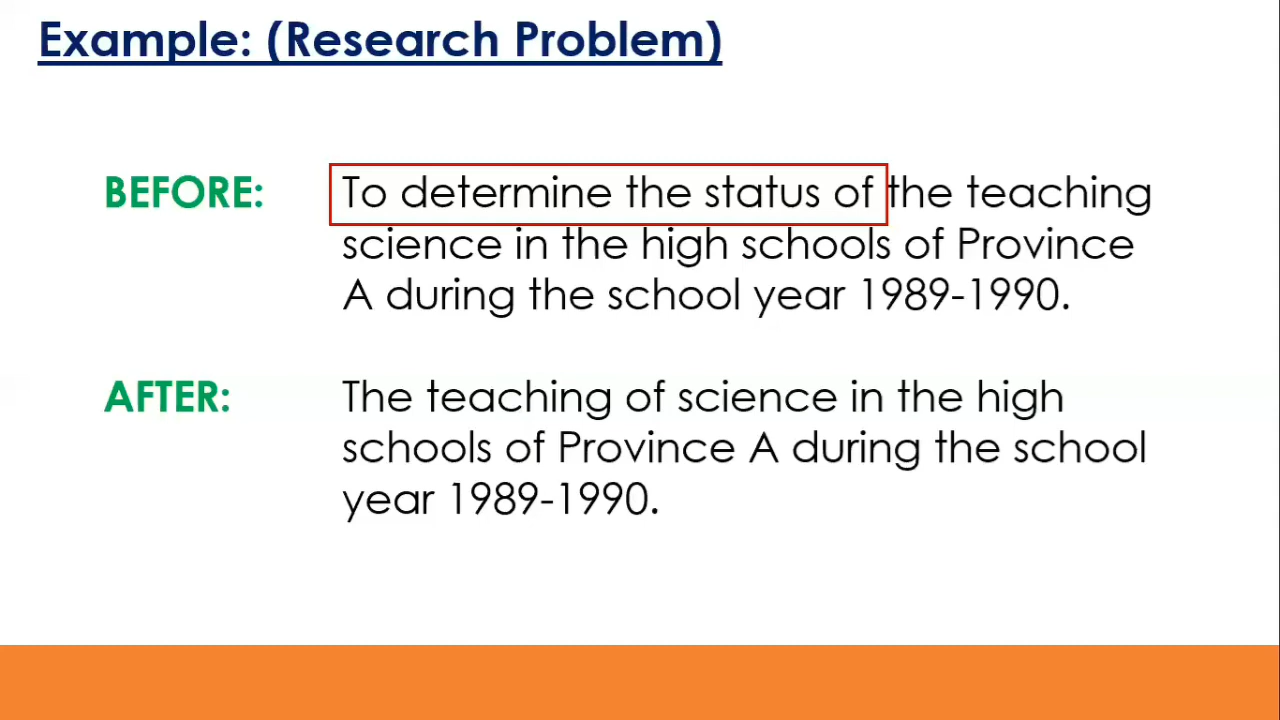 Example: (Research Problem)
BEFORE: To determine the status of the teaching
science in the high schools of Province
A during the school year 1989-1990.
AFTER: The teaching of science in the high
schools of Province A during the school
year 1989-1990.